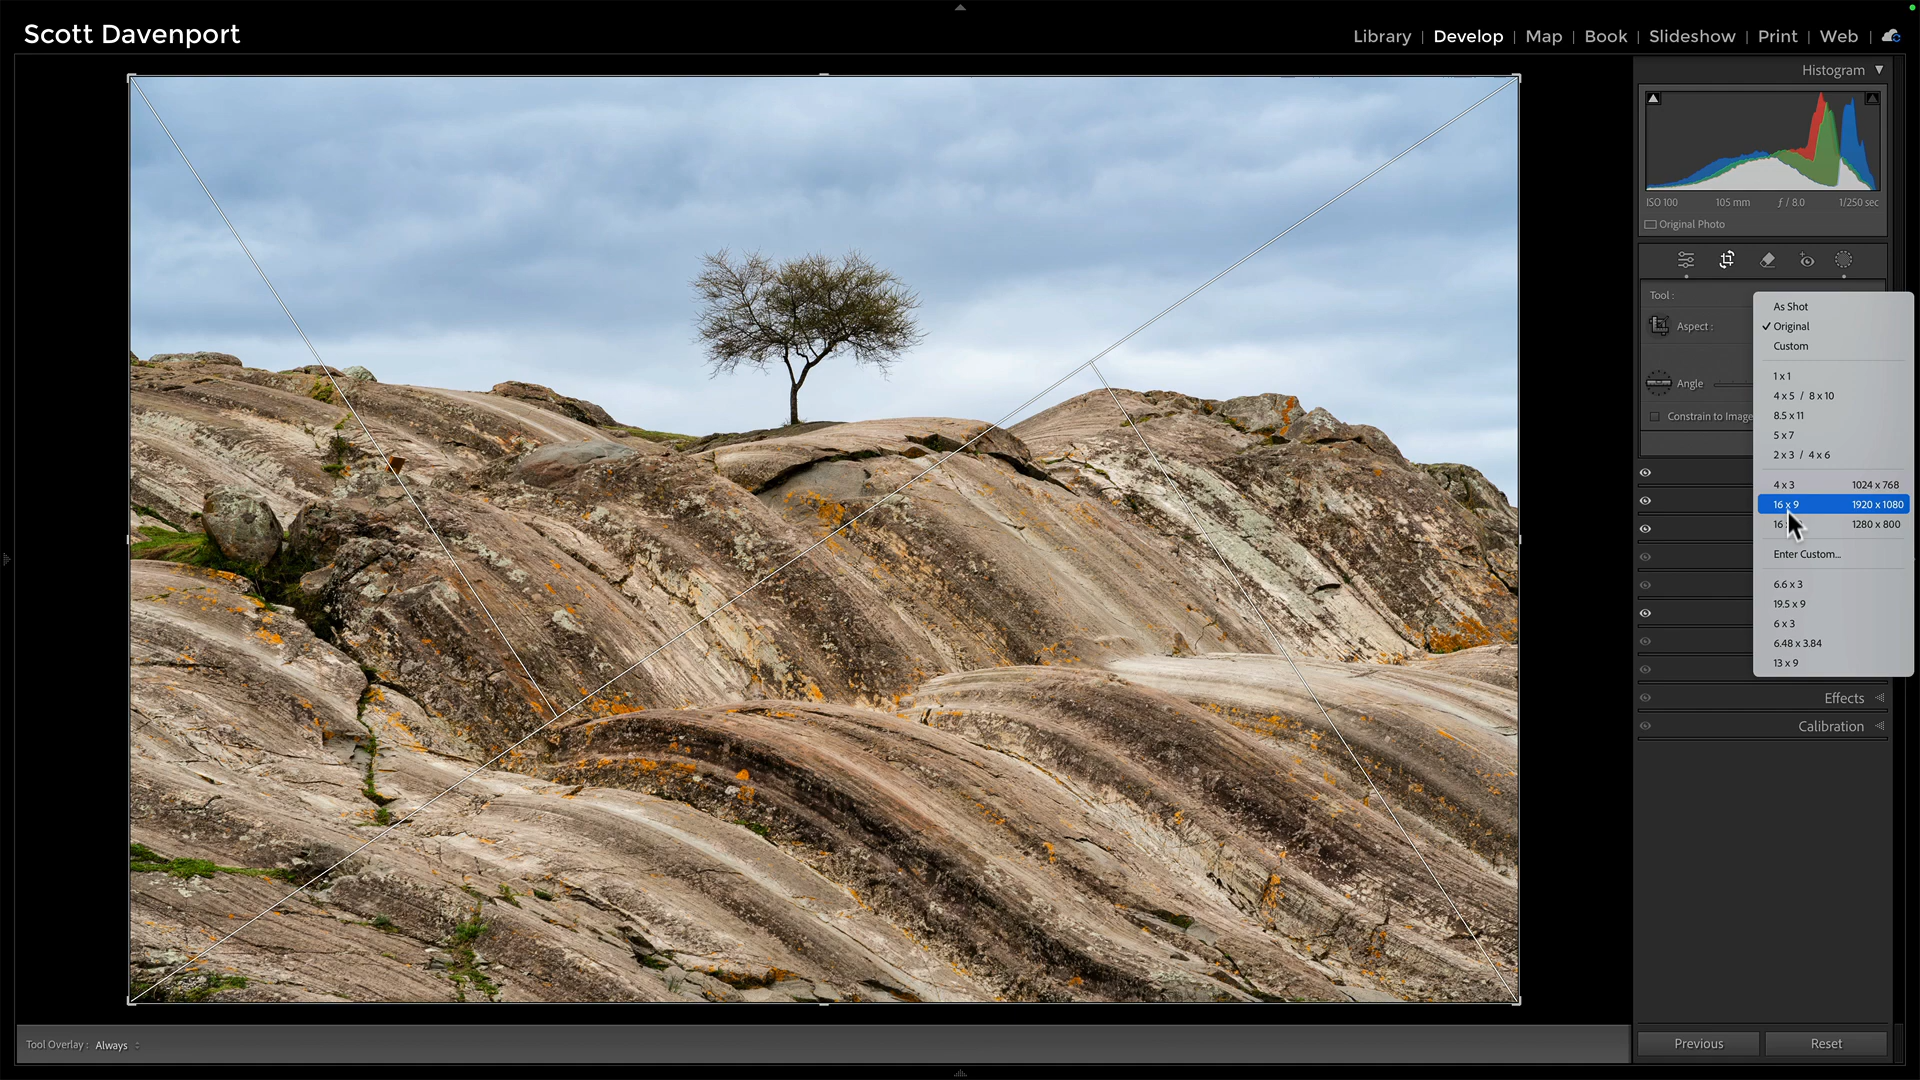 Scott Davenport
Library | Develop | Map | Book | Slideshow | Print | Web |
Histogram
ISO 100 105 mm ƒ / 8.0 1/250 sec
Original Photo
Tool :
Aspect :
Angle
Constrain to Image
As Shot
✓ Original
Custom
1 x 1
4 x 5 / 8 x 10
8.5 x 11
5 x 7
2 x 3 / 4 x 6
4 x 3 1024 x 768
16 x 9 1920 x 1080
16 1280 x 800
Enter Custom...
6.6 x 3
19.5 x 9
6 x 3
6.48 x 3.84
13 x 9
Effects
Calibration
Tool Overlay : Always
Previous Reset